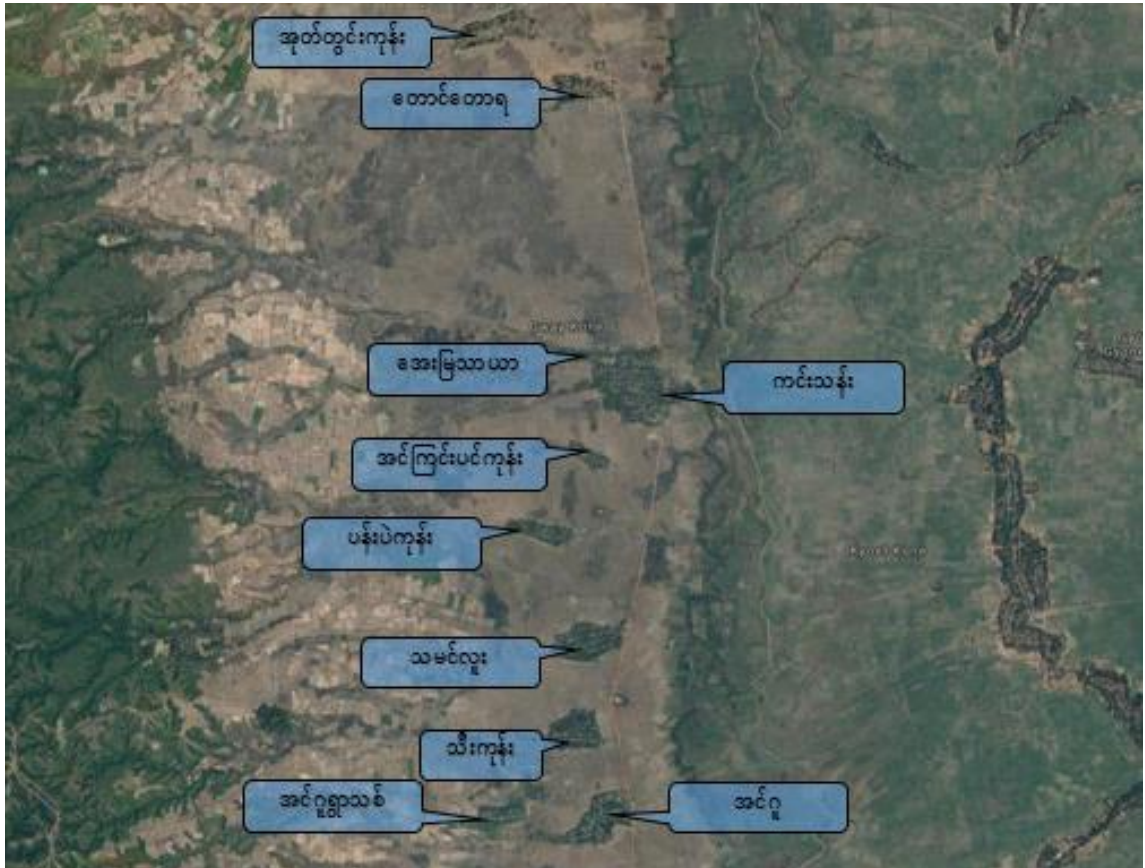 အုတ်တွင်းကုန်း
တောင်တောရ
အေးမြသာယာ
ကင်းသန်း
အင်ကြင်းပင်ကုန်း
ပန်းပဲကုန်း
သမင်လူး
သီးကုန်း
အင်ဂူရွာသစ်
အင်ဂူ